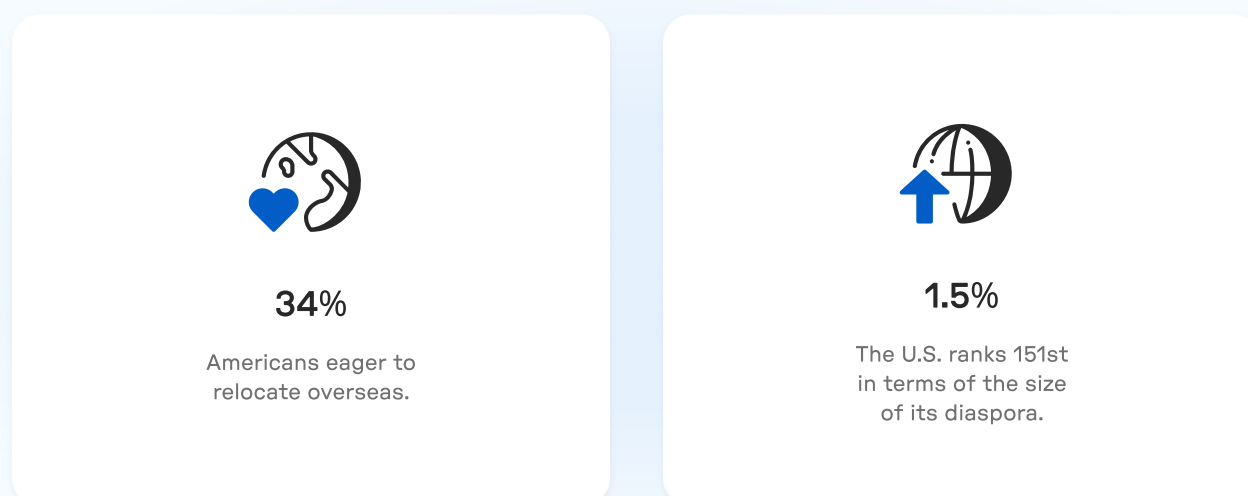 34%
Americans eager to
relocate overseas.
1.5%
The U.S. ranks 151st
in terms of the size
of its diaspora.